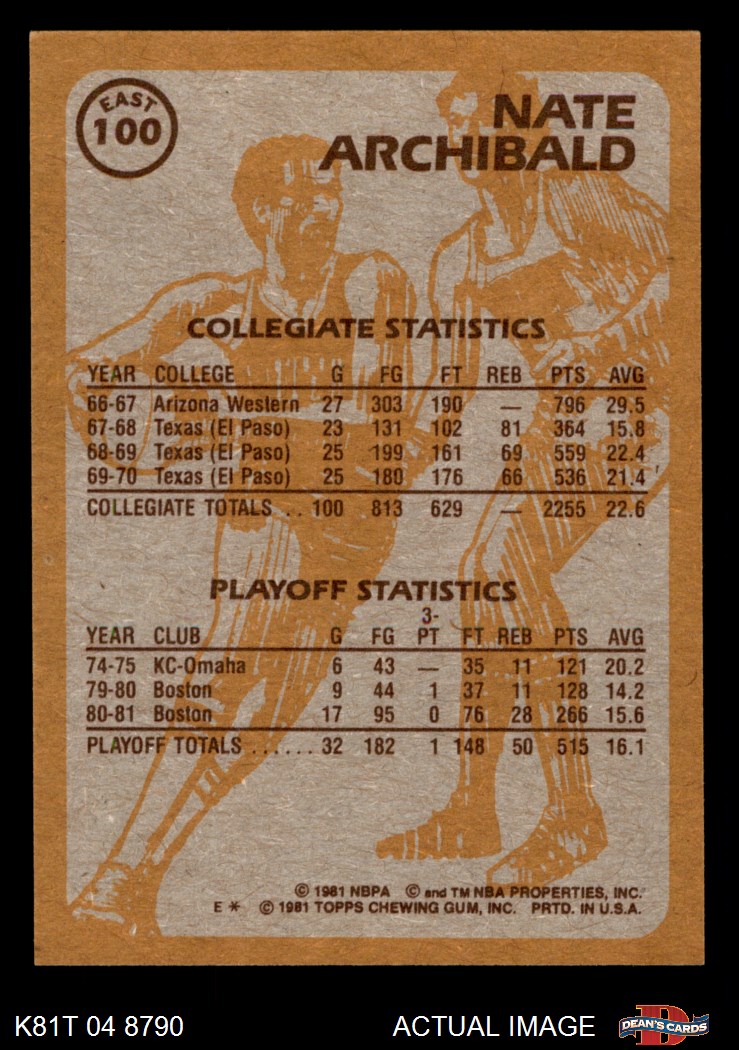 EAST
100
NATE
ARCHIBALD
COLLEGIATE STATISTICS
YEAR COLLEGE G FG FT REB PTS AVG
66-67 Arizona Western 27 303 190 — 796 29.5
67-68 Texas (El Paso) 23 131 102 81 364 15.8
68-69 Texas (El Paso) 25 199 161 69 559 22.4
69-70 Texas (El Paso) 25 180 176 66 536 21.4
COLLEGIATE TOTALS .. 100 813 629 — 2255 22.6
PLAYOFF STATISTICS
3-
YEAR CLUB G FG PT FT REB PTS AVG
74-75 KC-Omaha 6 43 — 35 11 121 20.2
79-80 Boston 9 44 1 37 11 128 14.2
80-81 Boston 17 95 0 76 28 266 15.6
PLAYOFF TOTALS ...... 32 182 1 148 50 515 16.1
© 1981 NBPA © and TM NBA PROPERTIES, INC.
E * © 1981 TOPPS CHEWING GUM, INC. PRTD. IN U.S.A.
K81T 04 8790 ACTUAL IMAGE D DEAN'S CARDS